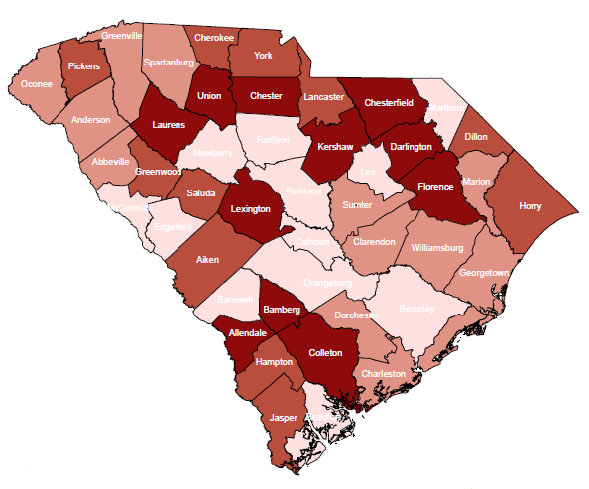 Greenville
Cherokee
York
Pickens
Spartanburg
Oconee
Union
Chester
Lancaster
Chesterfield
Marlboro
Anderson
Laurens
Fairfield
Kershaw
Darlington
Dillon
Abbeville
Newberry
Greenwood
Lee
Florence
Marion
Saluda
Richland
McCormick
Lexington
Sumter
Horry
Edgefield
Calhoun
Clarendon
Williamsburg
Aiken
Georgetown
Orangeburg
Barnwell
Bamberg
Dorchester
Berkeley
Allendale
Colleton
Hampton
Charleston
Jasper
Beaufort